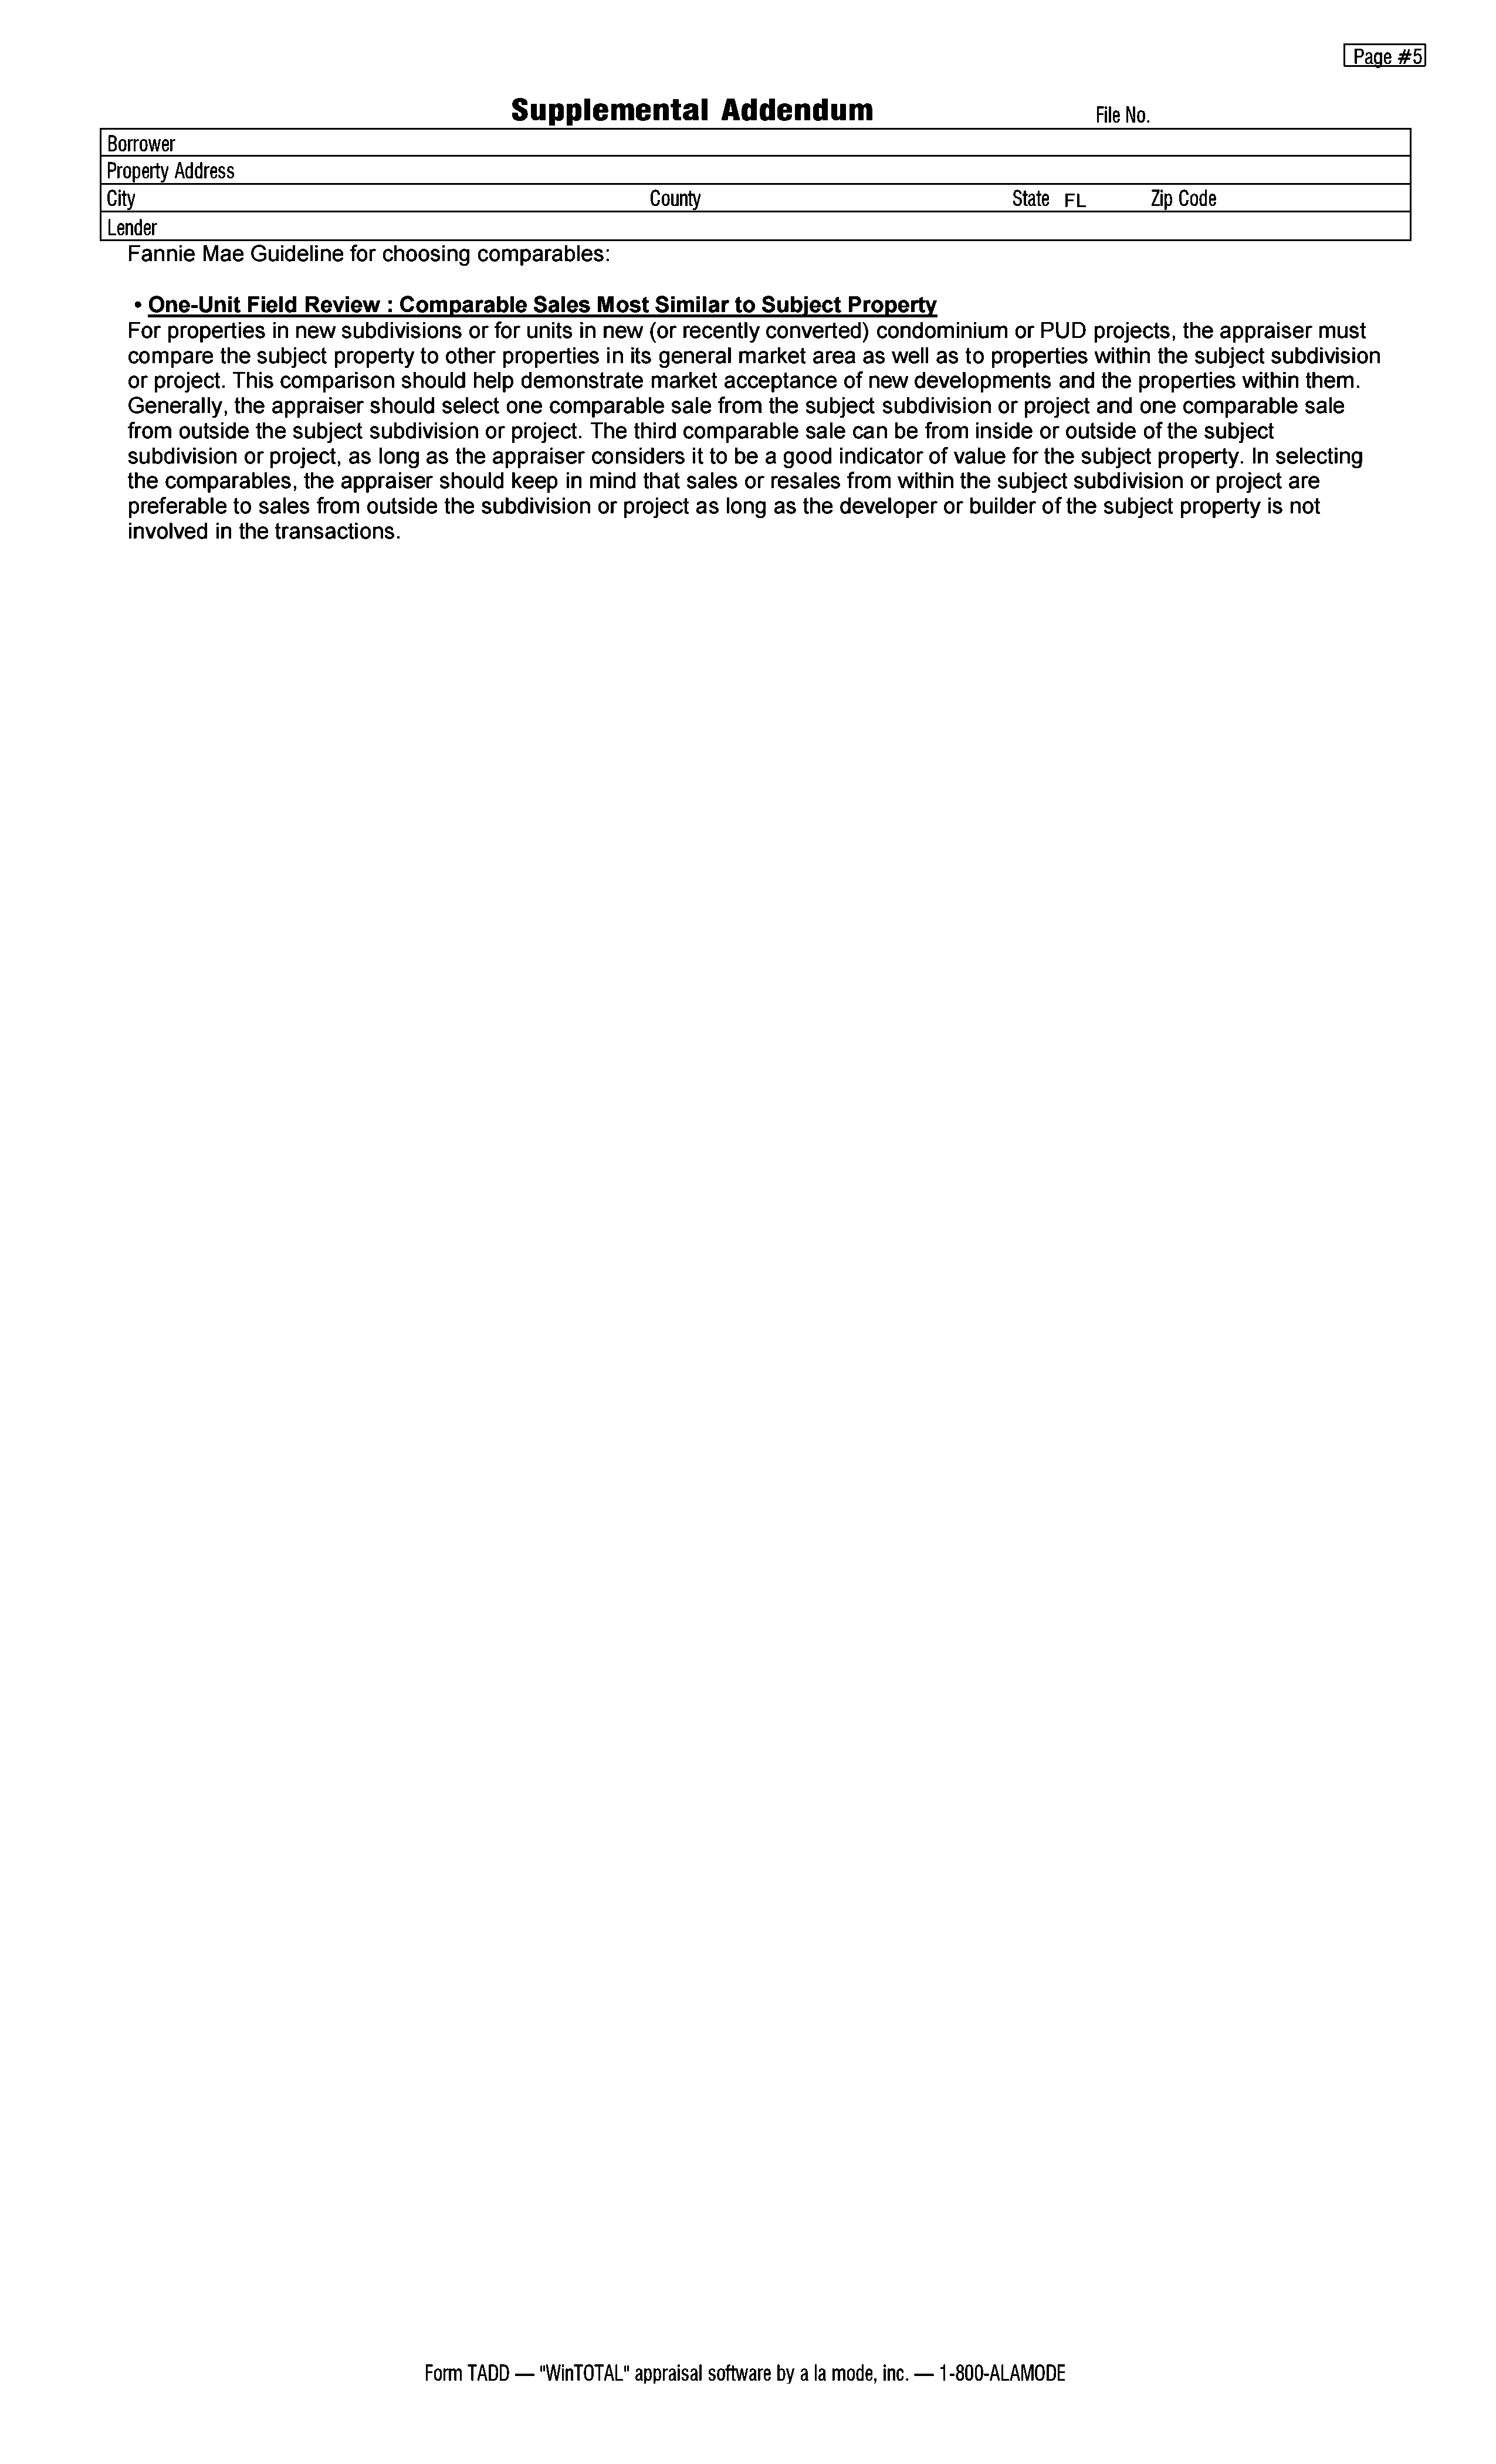 Page #5
Supplemental Addendum File No.
Borrower
Property Address
City County State FL Zip Code
Lender
Fannie Mae Guideline for choosing comparables:
• One-Unit Field Review : Comparable Sales Most Similar to Subject Property
For properties in new subdivisions or for units in new (or recently converted) condominium or PUD projects, the appraiser must
compare the subject property to other properties in its general market area as well as to properties within the subject subdivision
or project. This comparison should help demonstrate market acceptance of new developments and the properties within them.
Generally, the appraiser should select one comparable sale from the subject subdivision or project and one comparable sale
from outside the subject subdivision or project. The third comparable sale can be from inside or outside of the subject
subdivision or project, as long as the appraiser considers it to be a good indicator of value for the subject property. In selecting
the comparables, the appraiser should keep in mind that sales or resales from within the subject subdivision or project are
preferable to sales from outside the subdivision or project as long as the developer or builder of the subject property is not
involved in the transactions.
Form TADD — "WinTOTAL" appraisal software by a la mode, inc. — 1-800-ALAMODE